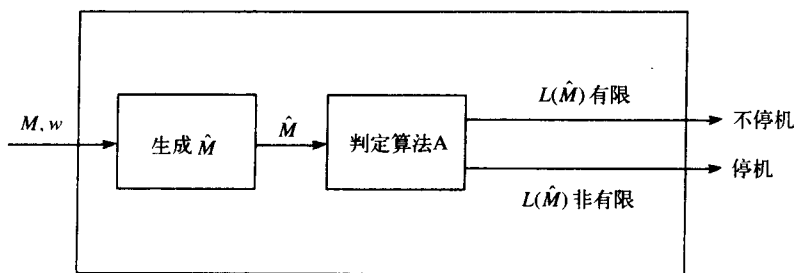 M, w
生成 M̂
M̂
判定算法A
L(M̂) 有限
不停机
停机
L(M̂) 非有限